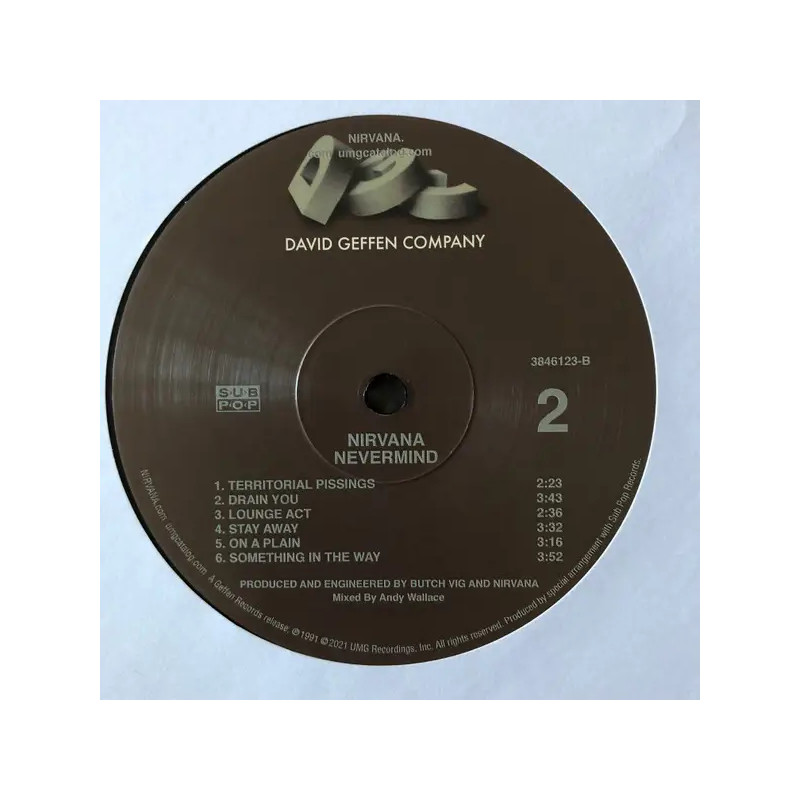 NIRVANA.
com umgcatalog.com
DAVID GEFFEN COMPANY
3846123-B
2
SUB
POP
NIRVANA
NEVERMIND
1. TERRITORIAL PISSINGS 2:23
2. DRAIN YOU 3:43
3. LOUNGE ACT 2:36
4. STAY AWAY 3:32
5. ON A PLAIN 3:16
6. SOMETHING IN THE WAY 3:52
PRODUCED AND ENGINEERED BY BUTCH VIG AND NIRVANA
Mixed By Andy Wallace
NIRVANA.com umgcatalog.com A Geffen Records release; ℗1991 ©2021 UMG Recordings, Inc. All rights reserved. Produced by special arrangement with Sub Pop Records.